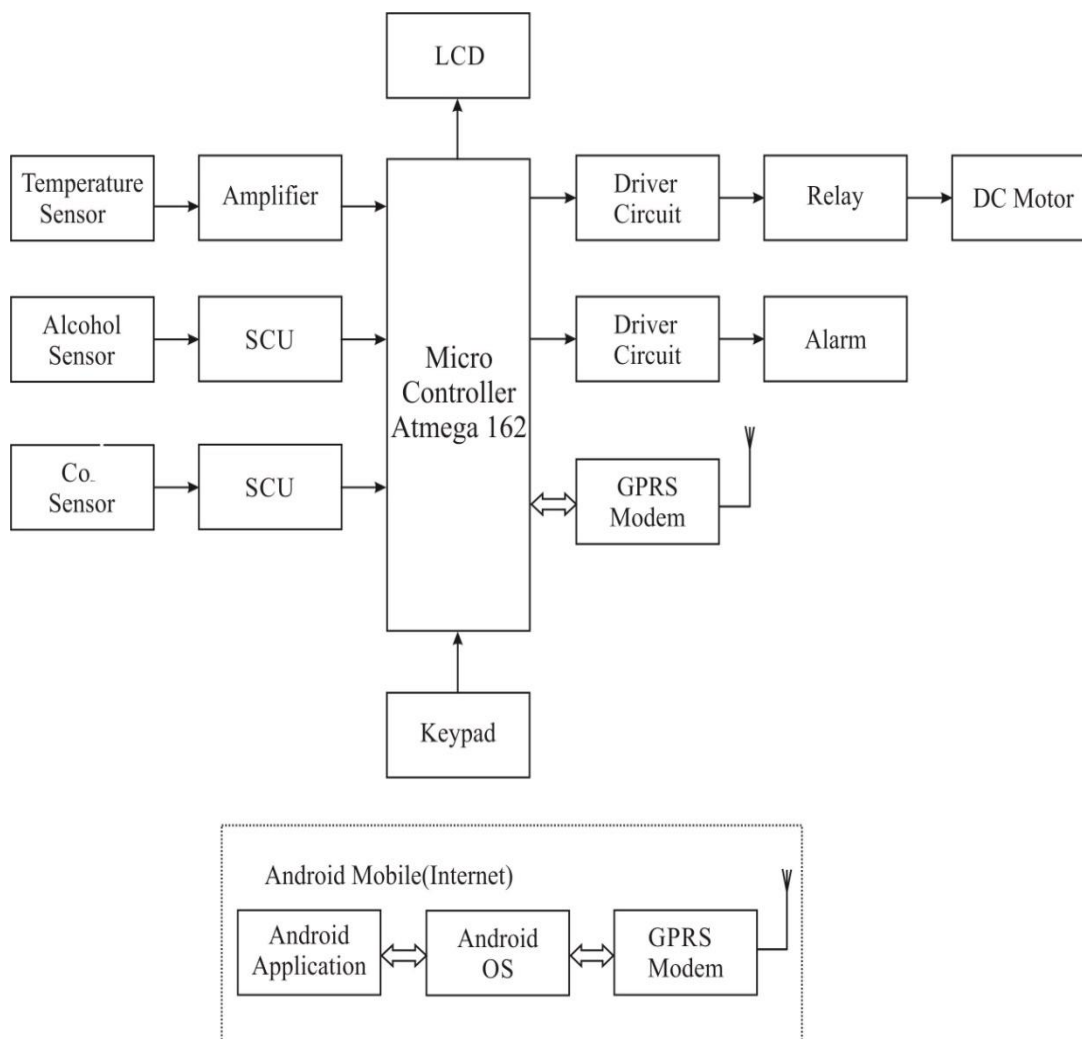 LCD
Temperature
Sensor
Amplifier
Driver
Circuit
Relay
DC Motor
Alcohol
Sensor
SCU
Micro
Controller
Atmega 162
Driver
Circuit
Alarm
Co
Sensor
SCU
GPRS
Modem
Keypad
Android Mobile(Internet)
Android
Application
Android
OS
GPRS
Modem